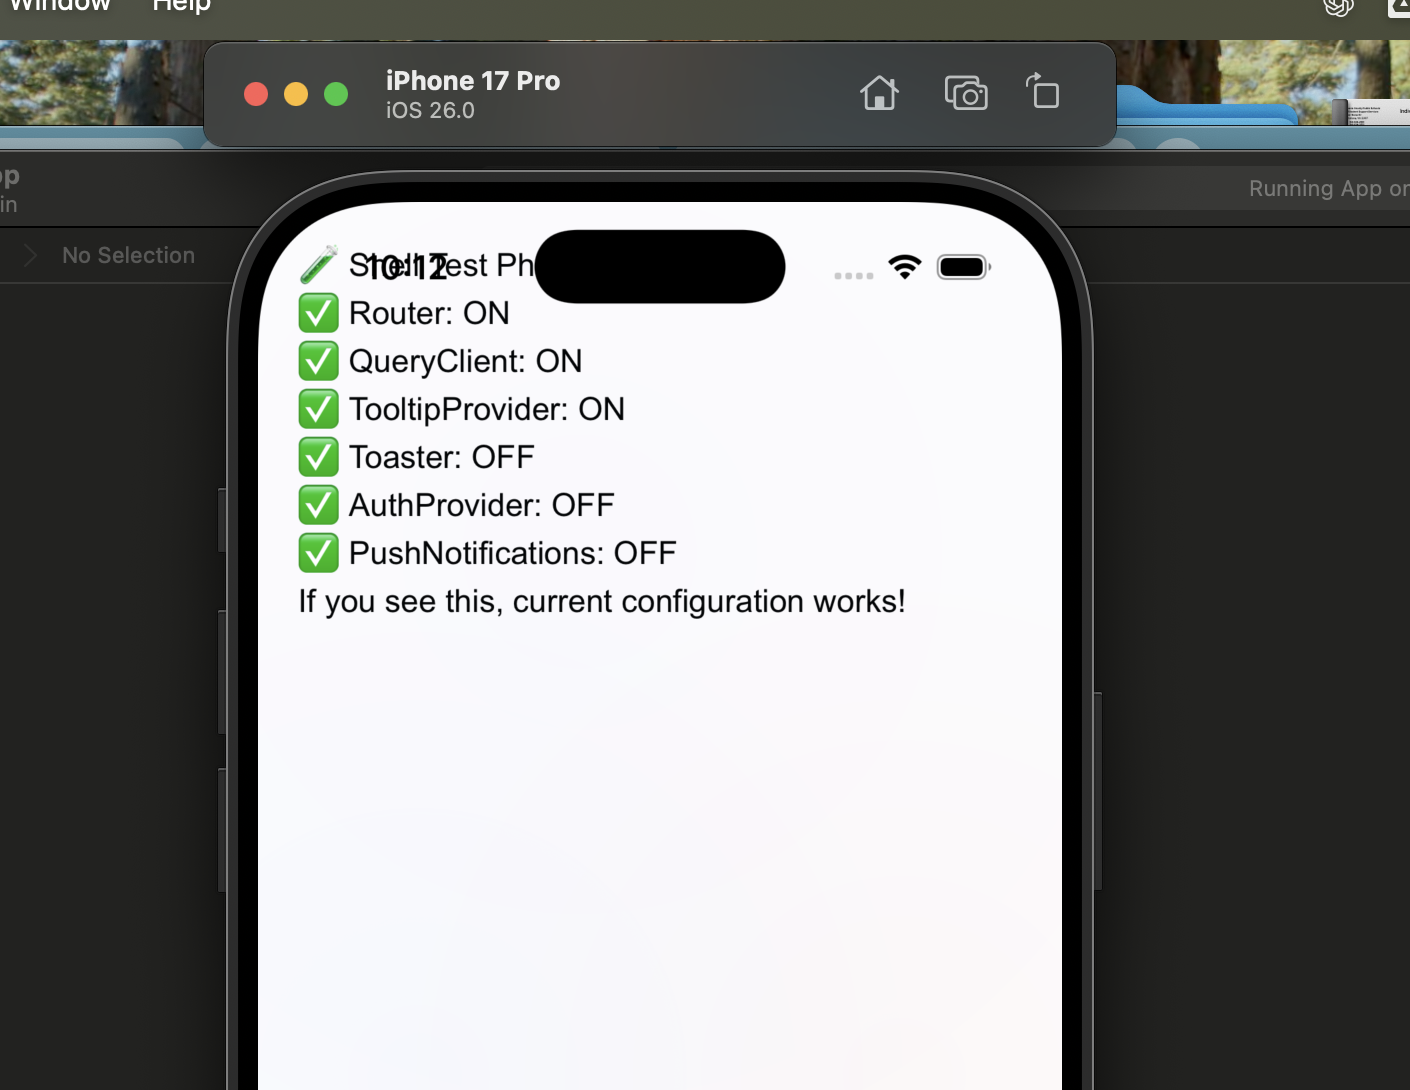 Window Help
iPhone 17 Pro
iOS 26.0
pp
in
No Selection
Running App on
10:12
🧪 Shell Test Ph
✅ Router: ON
✅ QueryClient: ON
✅ TooltipProvider: ON
✅ Toaster: OFF
✅ AuthProvider: OFF
✅ PushNotifications: OFF
If you see this, current configuration works!